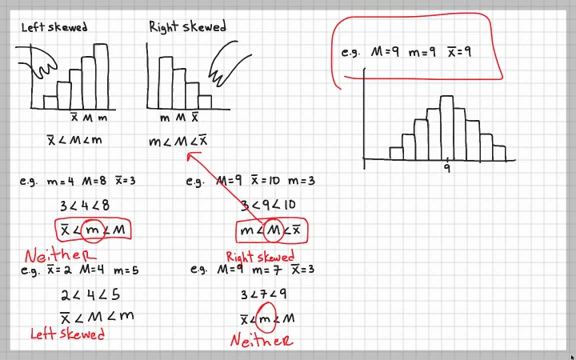 Left skewed
x̄ M m
x̄ < M < m
e.g. m=4 M=8 x̄=3
3 < 4 < 8
x̄ < m < M
Neither
e.g. x̄=2 M=4 m=5
2 < 4 < 5
x̄ < M < m
Left skewed
Right skewed
m M x̄
m < M < x̄
e.g. M=9 x̄=10 m=3
3 < 9 < 10
m < M < x̄
Right skewed
e.g. M=9 m=7 x̄=3
3 < 7 < 9
x̄ < m < M
Neither
e.g. M=9 m=9 x̄=9
9